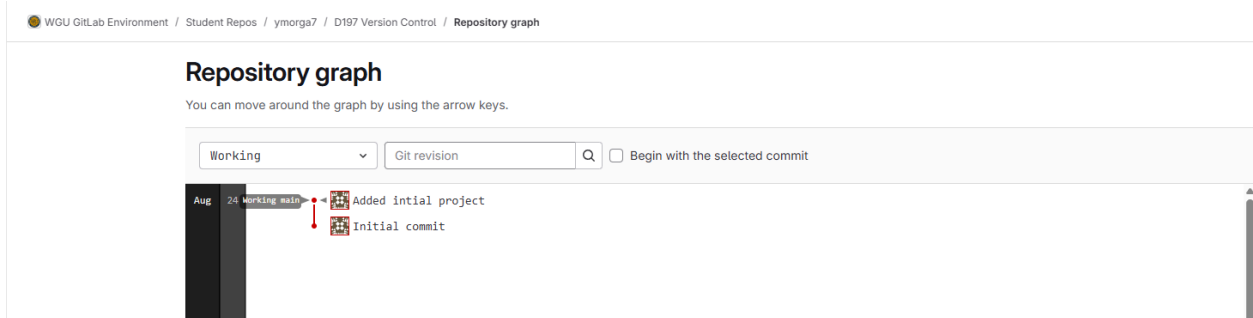 WGU GitLab Environment / Student Repos / ymorga7 / D197 Version Control / Repository graph
Repository graph
You can move around the graph by using the arrow keys.
Working Git revision Begin with the selected commit
Aug 24 Working main Added intial project
Initial commit